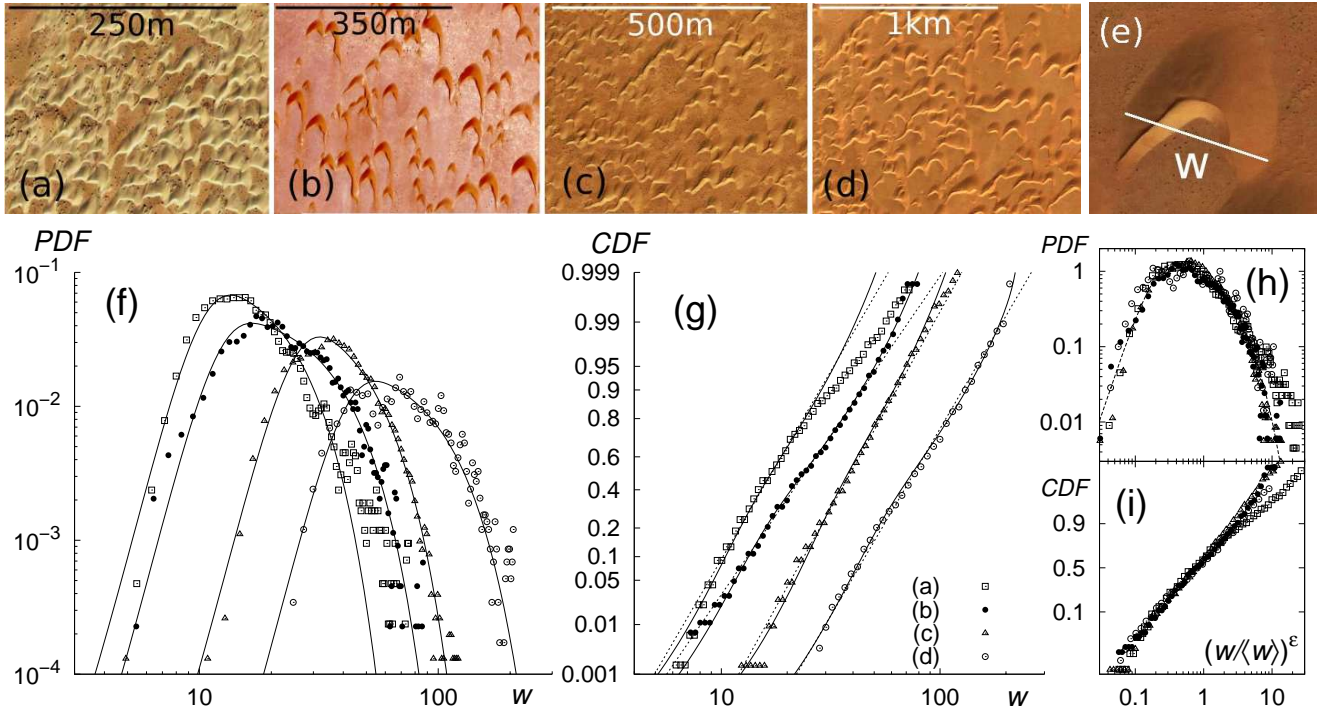 250m
350m
500m
1km
(e)
(a)
(b)
(c)
(d)
W
PDF
10⁻¹
10⁻²
10⁻³
10⁻⁴
(f)
10
100
w
CDF
0.999
0.99
0.95
0.9
0.8
0.6
0.4
0.2
0.1
0.05
0.01
0.001
(g)
(a)
(b)
(c)
(d)
10
100
w
PDF
1
0.1
0.01
(h)
CDF
0.9
0.5
0.1
(i)
(w/⟨⟨w⟩⟩)^ε
0.1
1
10